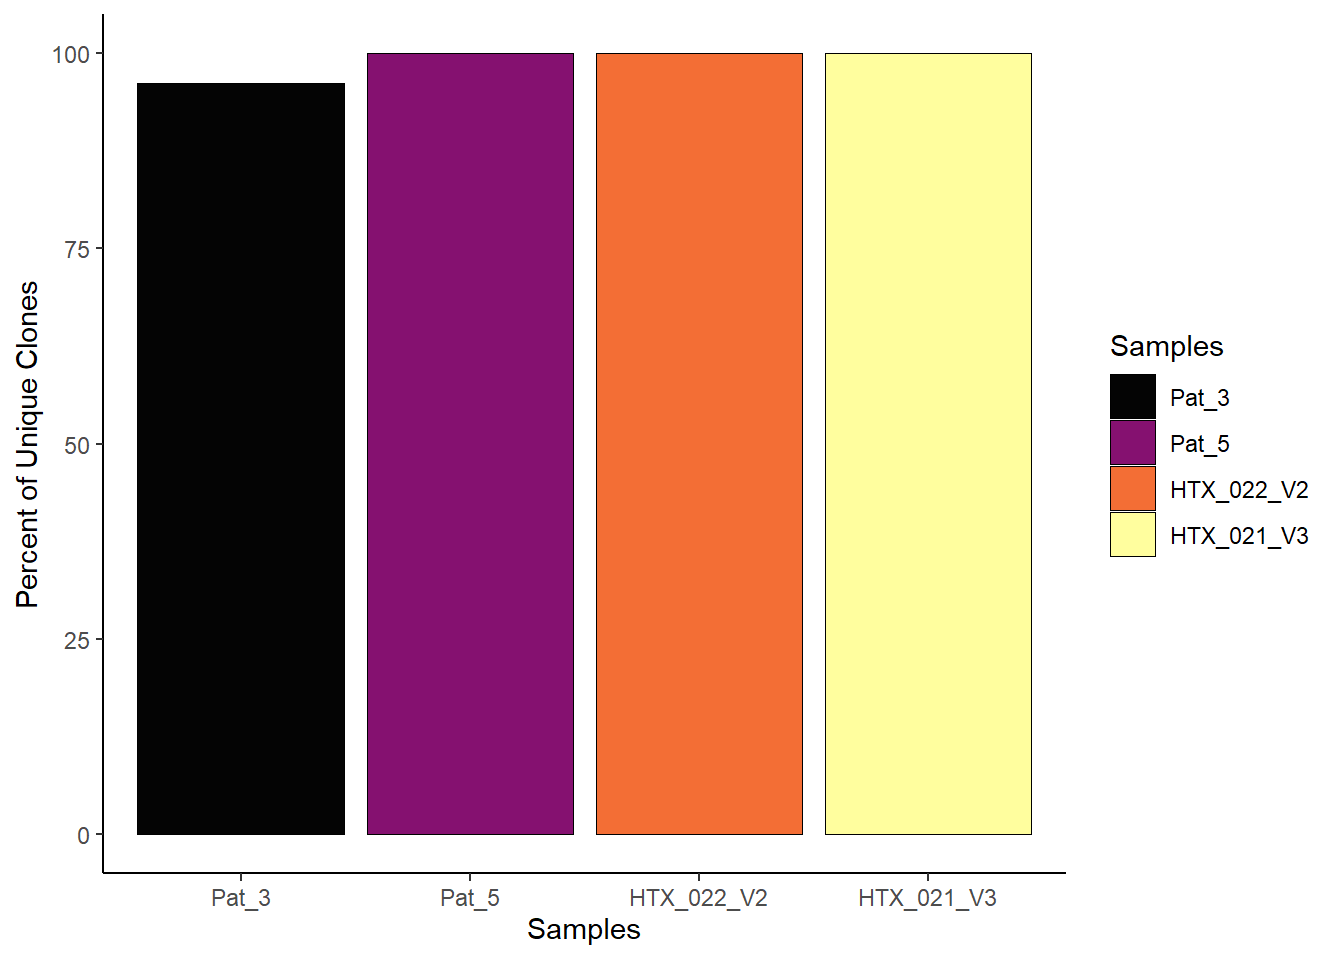 Percent of Unique Clones
100
75
50
25
0
Pat_3
Pat_5
HTX_022_V2
HTX_021_V3
Samples
Samples
Pat_3
Pat_5
HTX_022_V2
HTX_021_V3